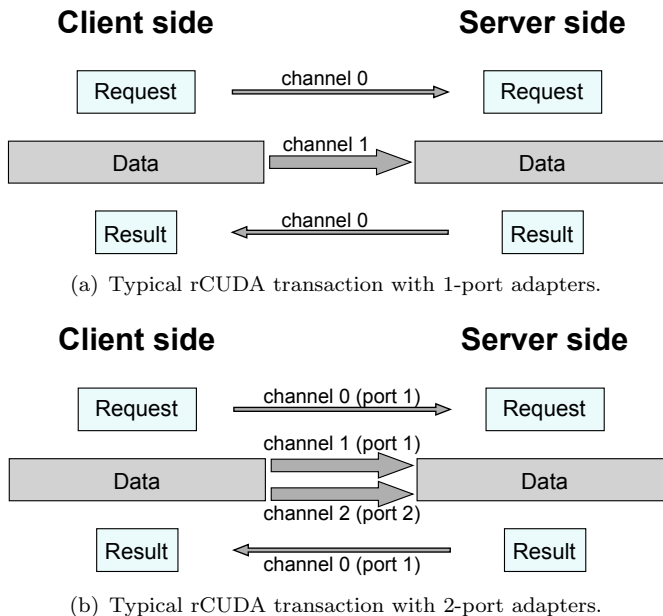 Client side Server side
Request channel 0 Request
Data channel 1 Data
Result channel 0 Result
(a) Typical rCUDA transaction with 1-port adapters.
Client side Server side
Request channel 0 (port 1) Request
channel 1 (port 1)
Data Data
channel 2 (port 2)
Result channel 0 (port 1) Result
(b) Typical rCUDA transaction with 2-port adapters.